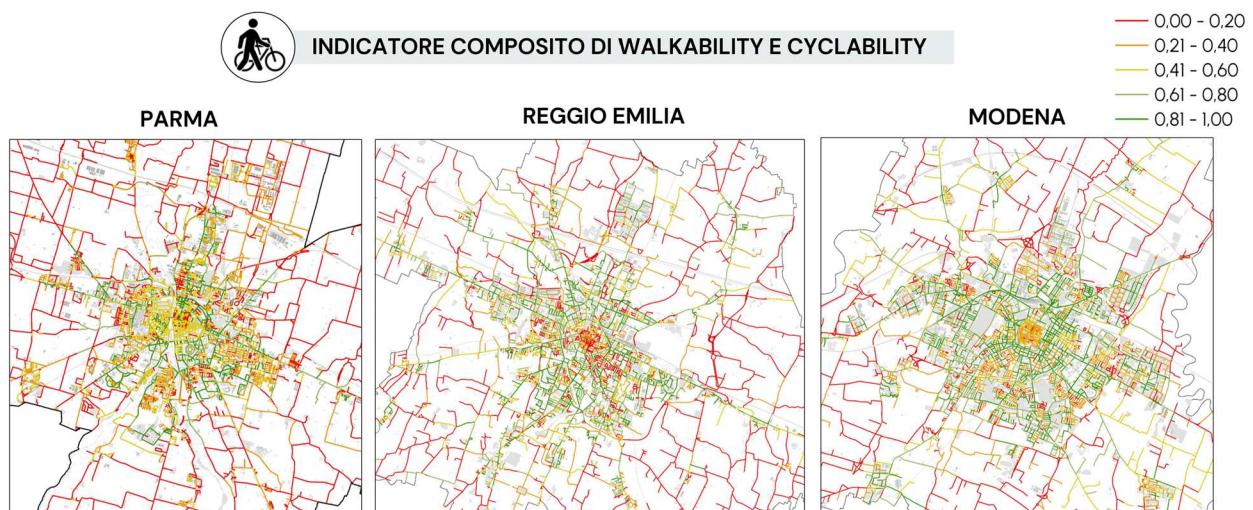 INDICATORE COMPOSITO DI WALKABILITY E CYCLABILITY
0,00 - 0,20
0,21 - 0,40
0,41 - 0,60
0,61 - 0,80
0,81 - 1,00
PARMA
REGGIO EMILIA
MODENA